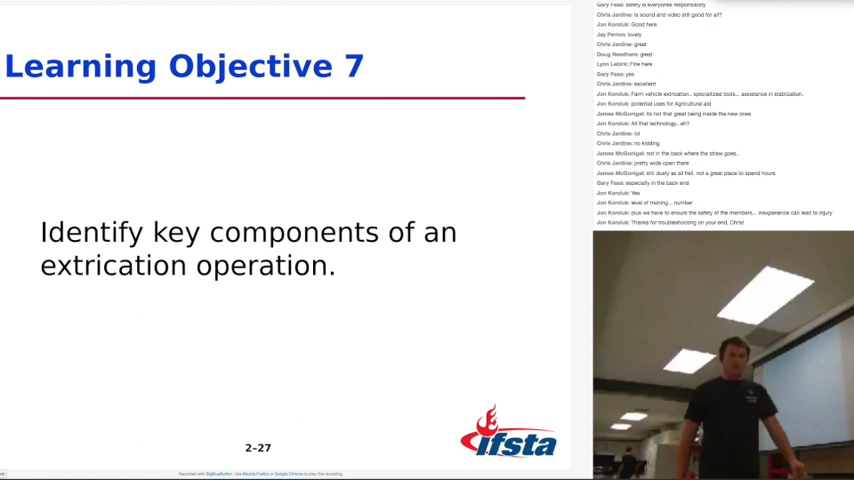 Learning Objective 7
Identify key components of an
extrication operation.
2–27
ifsta
Recorded with BigBlueButton. Use Mozilla Firefox or Google Chrome to play this recording.
Gary Fass: safety is everyones responsibility
Chris Jardine: Is sound and video still good for all?
Jon Koroluk: Good here
Jay Perron: lovely
Chris Jardine: great
Doug Needham: great
Lynn Lebirk: Fine here
Gary Fass: yes
Chris Jardine: excellent
Jon Koroluk: Farm vehicle extrication.. specialized tools... assistance in stabilzation.
Jon Koroluk: potential uses for Agricultural aid
James McGonigal: its not that great being inside the new ones
Jon Koroluk: All that technology.. eh?
Chris Jardine: lol
Chris Jardine: no kidding
James McGonigal: not in the back where the straw goes..
Chris Jardine: pretty wide open there
James McGonigal: still dusty as all hell, not a great place to spend hours
Gary Fass: especially in the back end
Jon Koroluk: Yes
Jon Koroluk: level of training... number
Jon Koroluk: plus we have to ensure the safety of the members... inexperience can lead to injury
Jon Koroluk: Thanks for troubleshooting on your end, Chris!